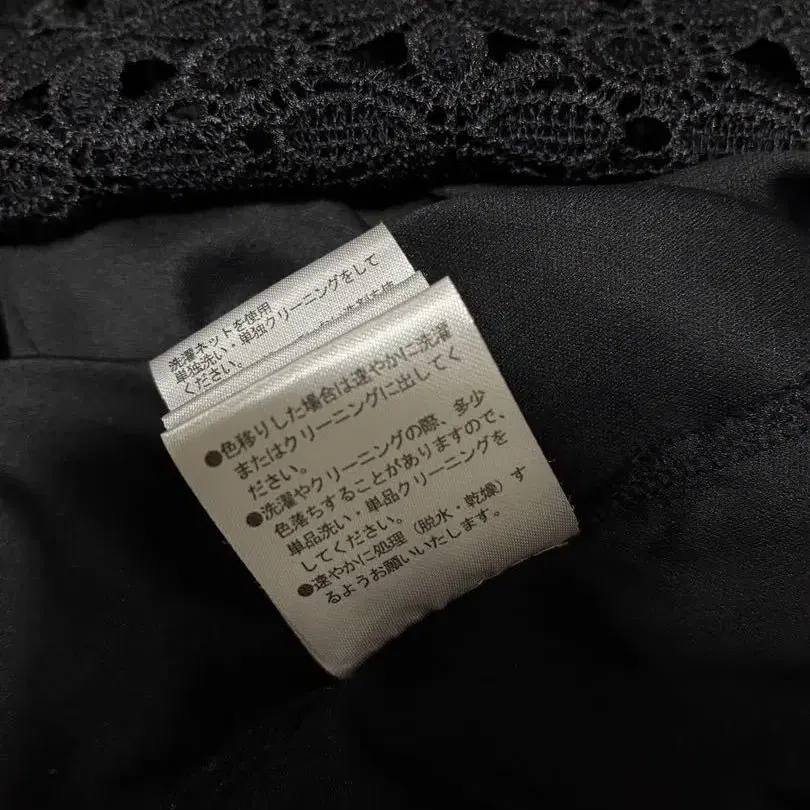 洗濯ネットを使用
単独洗い・単独クリーニングをして
ください。
●色移りした場合は速やかに洗濯
またはクリーニングに出してく
ださい。
●洗濯やクリーニングの際、多少
色落ちすることがありますので、
単品洗い・単品クリーニングを
してください。
●速やかに処理（脱水・乾燥）す
るようお願いいたします。